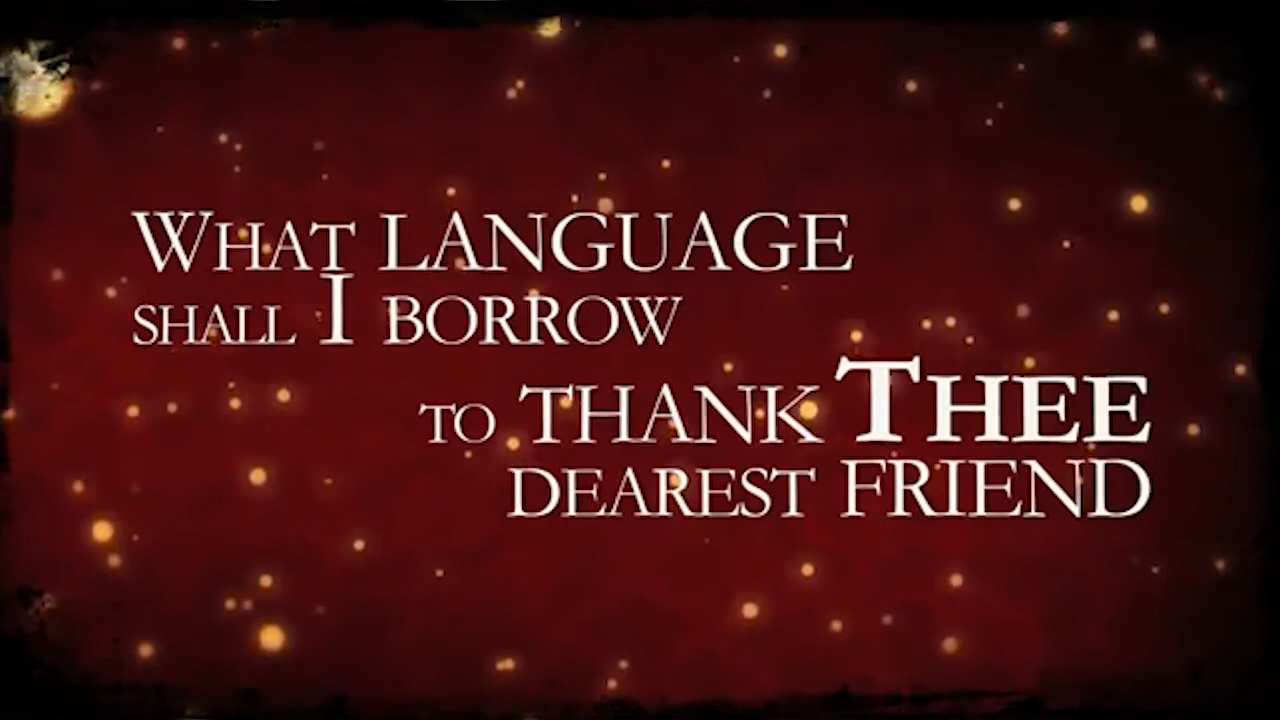 WHAT LANGUAGE
SHALL I BORROW
TO THANK THEE
DEAREST FRIEND